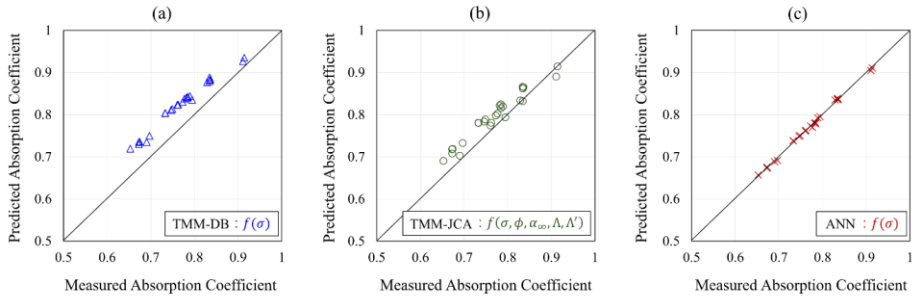 (a)
Predicted Absorption Coefficient
1
0.9
0.8
0.7
0.6
0.5
0.5 0.6 0.7 0.8 0.9 1
TMM-DB : f(σ)
Measured Absorption Coefficient
(b)
Predicted Absorption Coefficient
1
0.9
0.8
0.7
0.6
0.5
0.5 0.6 0.7 0.8 0.9 1
TMM-JCA : f(σ, ϕ, α∞, Λ, Λ′)
Measured Absorption Coefficient
(c)
Predicted Absorption Coefficient
1
0.9
0.8
0.7
0.6
0.5
0.5 0.6 0.7 0.8 0.9 1
ANN : f(σ)
Measured Absorption Coefficient